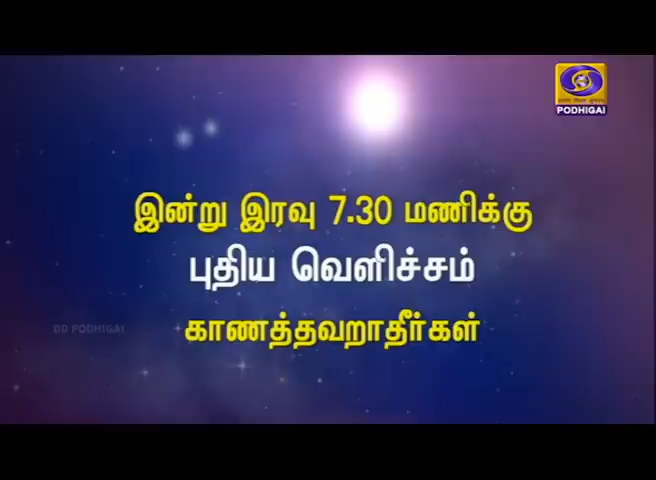 PODHIGAI
இன்று இரவு 7.30 மணிக்கு
புதிய வெளிச்சம்
DD PODHIGAI
காணத்தவறாதீர்கள்